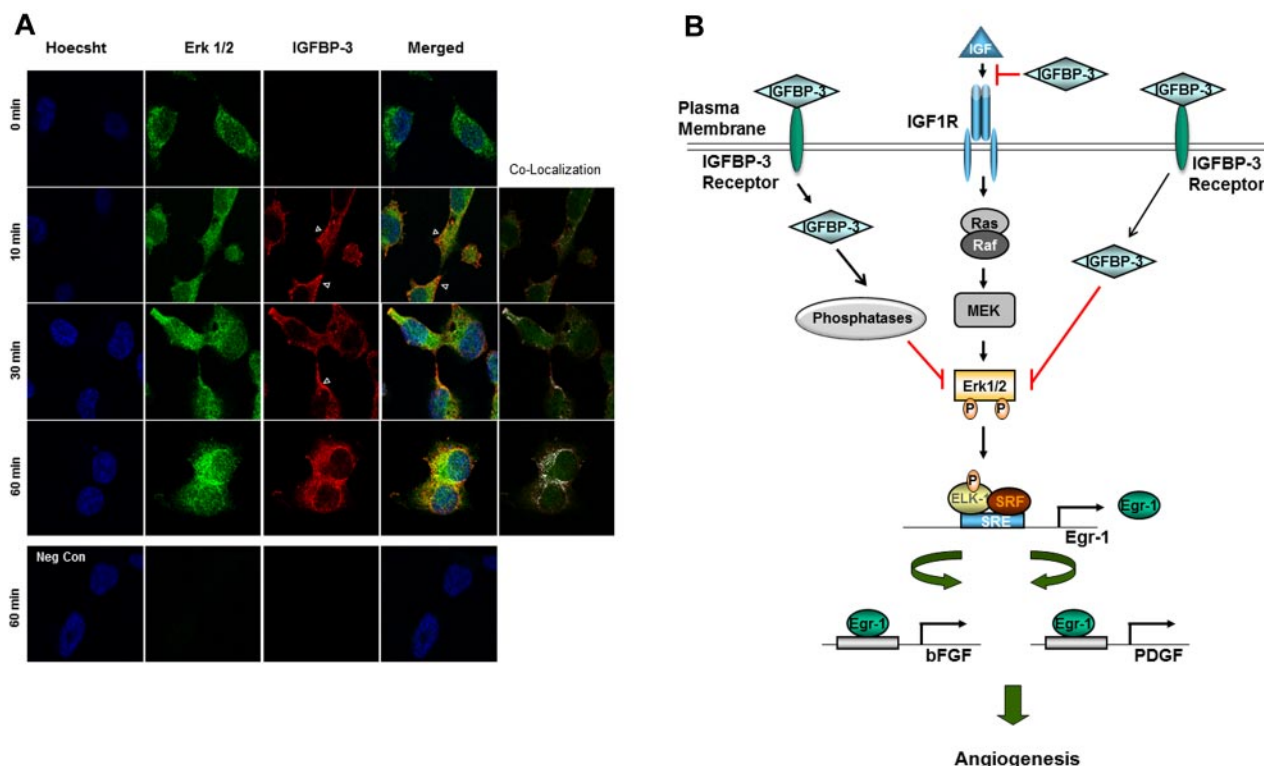 A
Hoecsht Erk 1/2 IGFBP-3 Merged
0 min
Co-Localization
10 min
30 min
60 min
Neg Con
60 min
B
IGF
IGFBP-3
IGFBP-3
IGFBP-3
Plasma
Membrane
IGF1R
IGFBP-3
Receptor
IGFBP-3
Receptor
IGFBP-3
Ras
Raf
IGFBP-3
Phosphatases
MEK
Erk1/2
P P
P
ELK-1 SRF
SRE
Egr-1
Egr-1
Egr-1
bFGF
Egr-1
PDGF
Angiogenesis